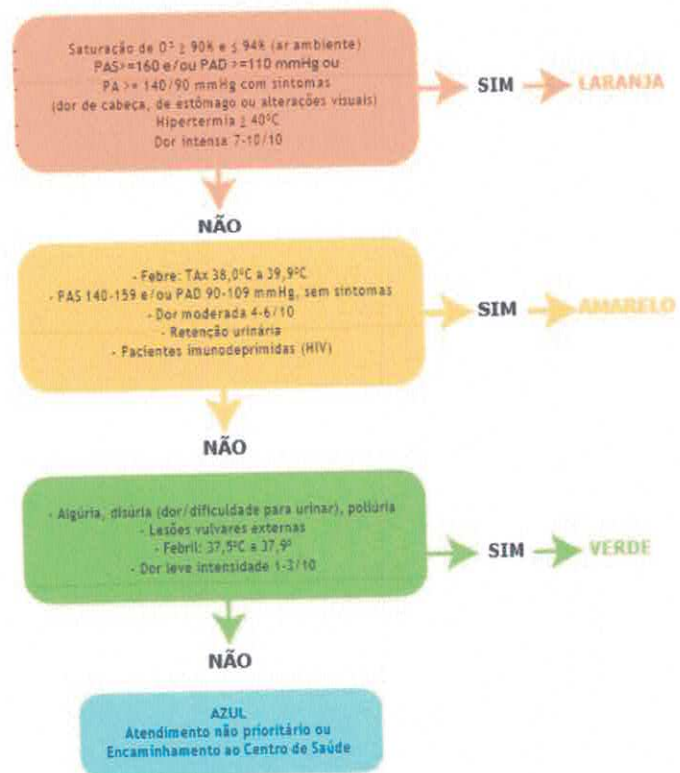 Saturação de O² ≥ 90% e ≤ 94% (ar ambiente)
PAS>=160 e/ou PAD >=110 mmHg ou
PA >= 140/90 mmHg com sintomas
(dor de cabeça, de estômago ou alterações visuais)
Hipertermia ≥ 40ºC
Dor intensa 7-10/10
SIM
LARANJA
NÃO
- Febre: TAx 38,0ºC a 39,9ºC
- PAS 140-159 e/ou PAD 90-109 mmHg, sem sintomas
- Dor moderada 4-6/10
- Retenção urinária
- Pacientes imunodeprimidas (HIV)
SIM
AMARELO
NÃO
- Algúria, disúria (dor/dificuldade para urinar), poliúria
- Lesões vulvares externas
- Febril: 37,5ºC a 37,9º
- Dor leve intensidade 1-3/10
SIM
VERDE
NÃO
AZUL
Atendimento não prioritário ou
Encaminhamento ao Centro de Saúde